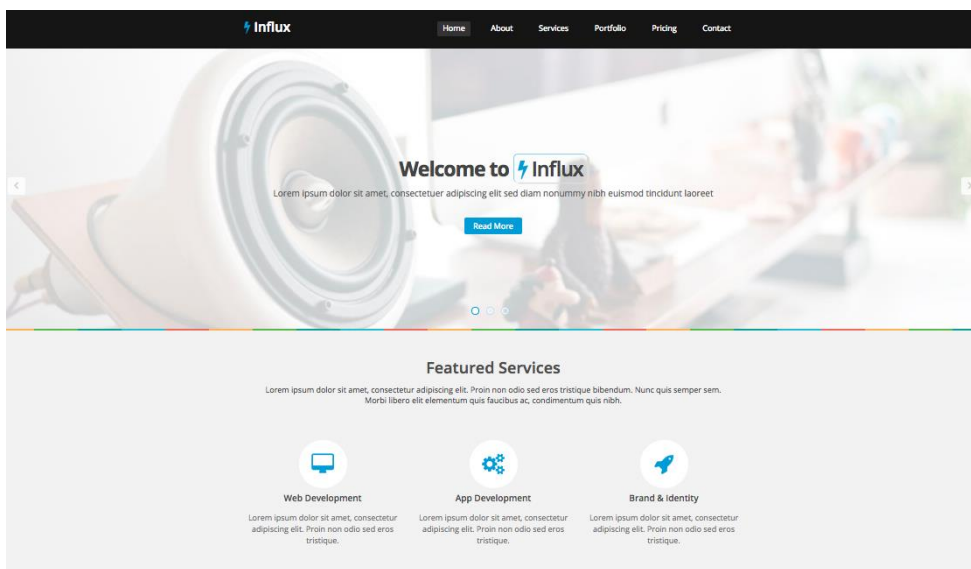 Influx
Home About Services Portfolio Pricing Contact
Welcome to Influx
Lorem ipsum dolor sit amet, consectetuer adipiscing elit sed diam nonummy nibh euismod tincidunt laoreet
Read More
Featured Services
Lorem ipsum dolor sit amet, consectetur adipiscing elit. Proin non odio sed eros tristique bibendum. Nunc quis semper sem.
Morbi libero elit elementum quis faucibus ac, condimentum quis nibh.
Web Development
Lorem ipsum dolor sit amet, consectetur
adipiscing elit. Proin non odio sed eros
tristique.
App Development
Lorem ipsum dolor sit amet, consectetur
adipiscing elit. Proin non odio sed eros
tristique.
Brand & Identity
Lorem ipsum dolor sit amet, consectetur
adipiscing elit. Proin non odio sed eros
tristique.